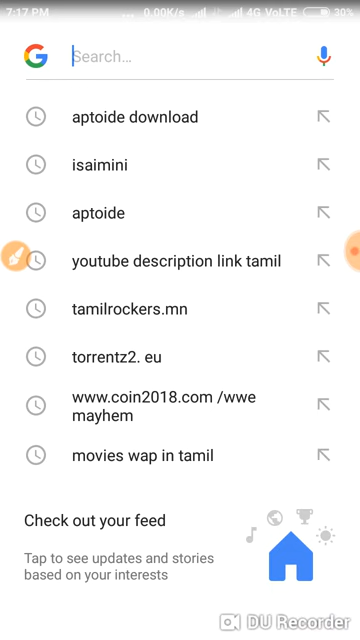 7:17 PM ... 0.00K/s 4G VoLTE 30%
Search...
aptoide download
isaimini
aptoide
youtube description link tamil
tamilrockers.mn
torrentz2. eu
www.coin2018.com /wwe
mayhem
movies wap in tamil
Check out your feed
Tap to see updates and stories
based on your interests
DU Recorder